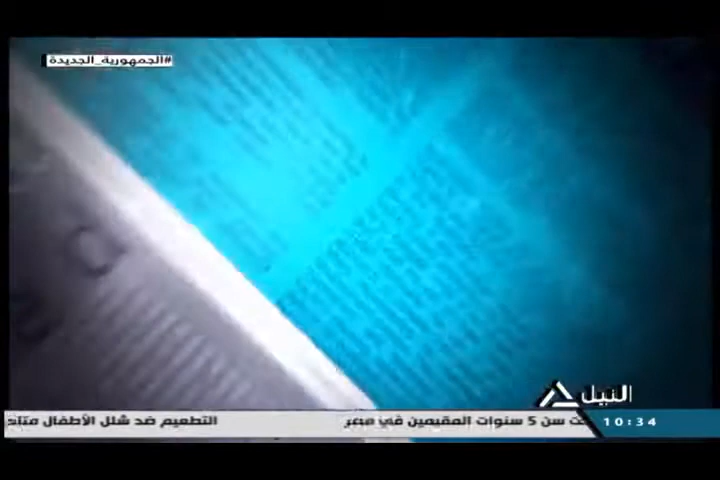 #الجمهورية_الجديدة
النيل
سن 5 سنوات المقيمين في مصر
التطعيم ضد شلل الأطفال
10:34